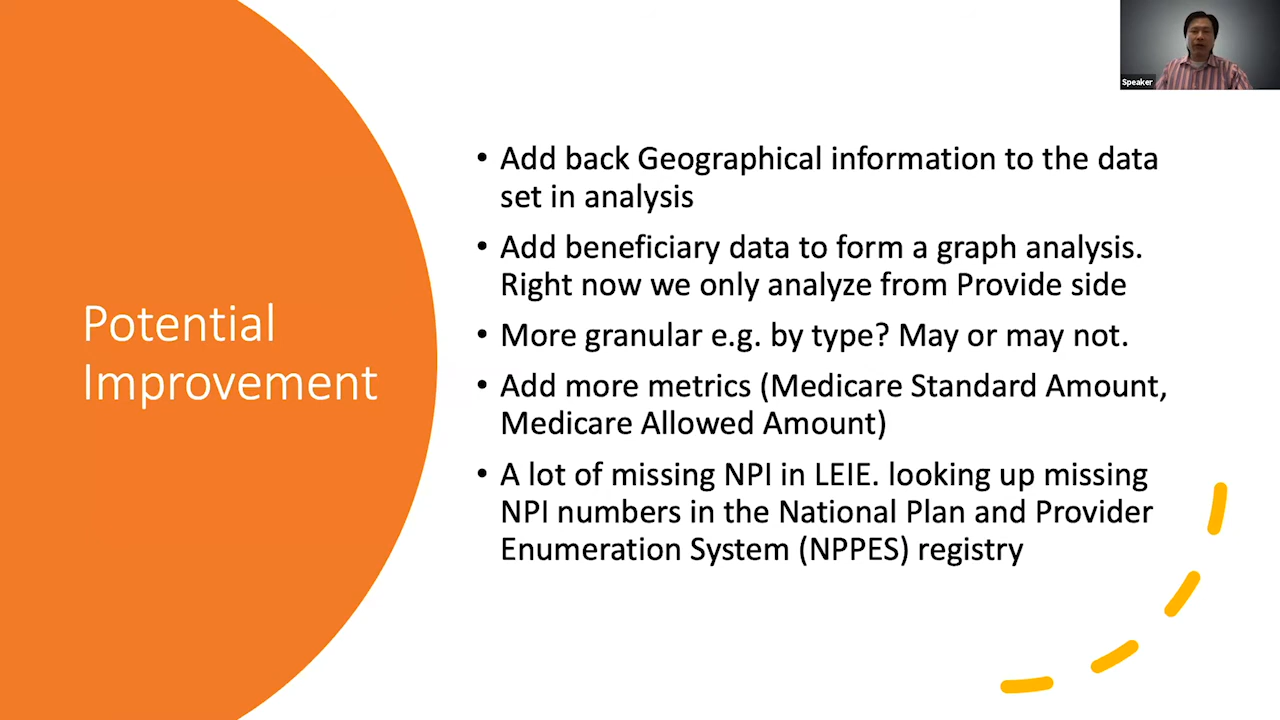 Speaker
Potential
Improvement
• Add back Geographical information to the data
set in analysis
• Add beneficiary data to form a graph analysis.
Right now we only analyze from Provide side
• More granular e.g. by type? May or may not.
• Add more metrics (Medicare Standard Amount,
Medicare Allowed Amount)
• A lot of missing NPI in LEIE. looking up missing
NPI numbers in the National Plan and Provider
Enumeration System (NPPES) registry